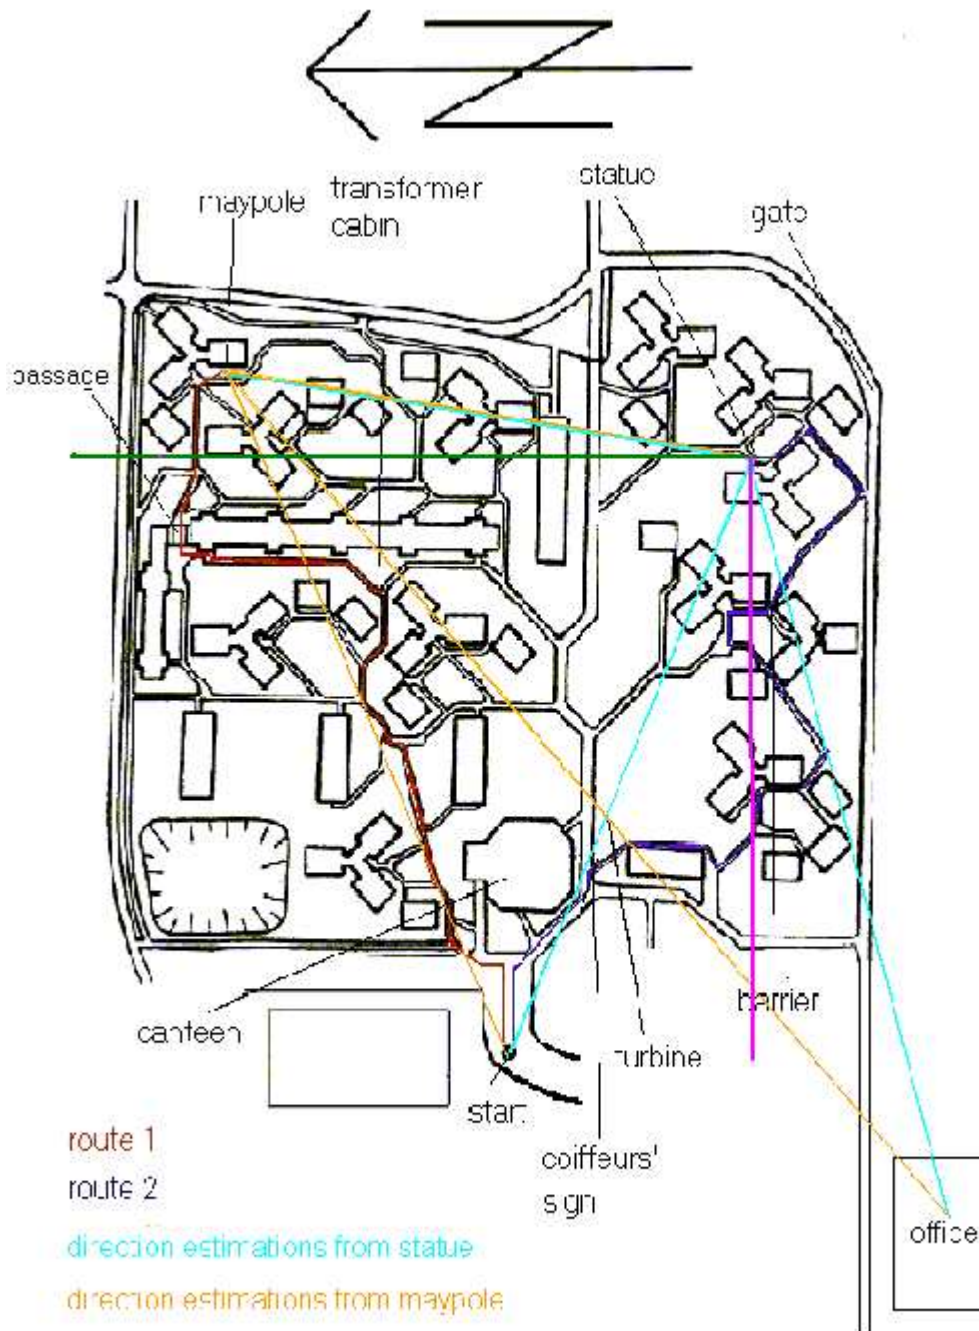 statue
transformer
maypole
gate
cabin
passage
barrier
canteen
turbine
start
route 1
coiffeurs'
route 2
sign
office
direction estimations from statue
direction estimations from maypole